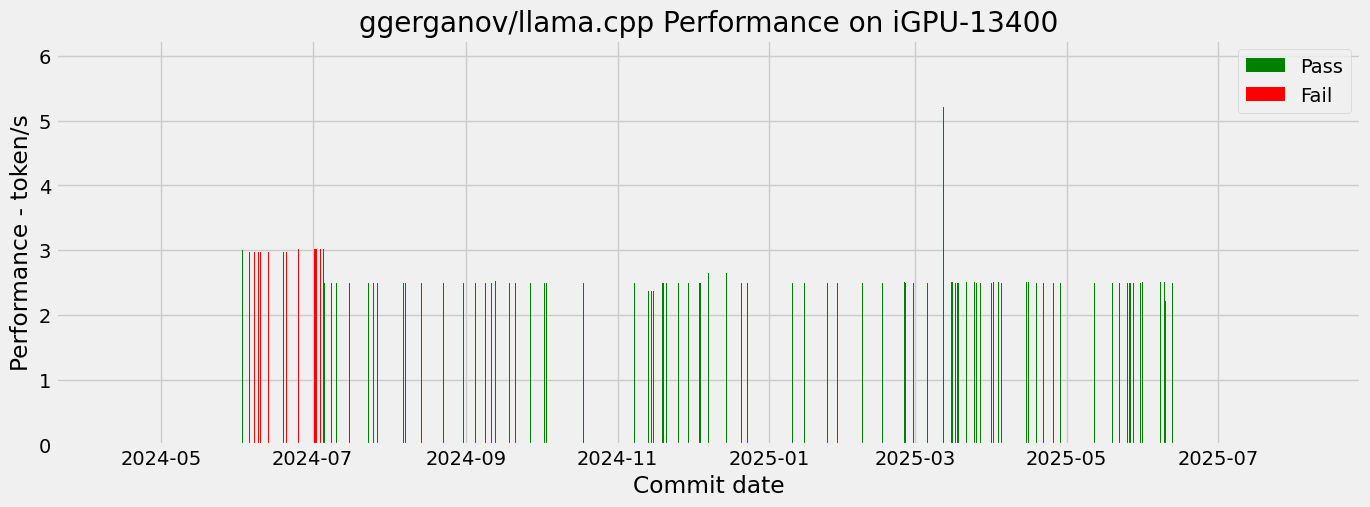 ggerganov/llama.cpp Performance on iGPU-13400
Performance - token/s
6
5
4
3
2
1
0
Pass
Fail
2024-05 2024-07 2024-09 2024-11 2025-01 2025-03 2025-05 2025-07
Commit date